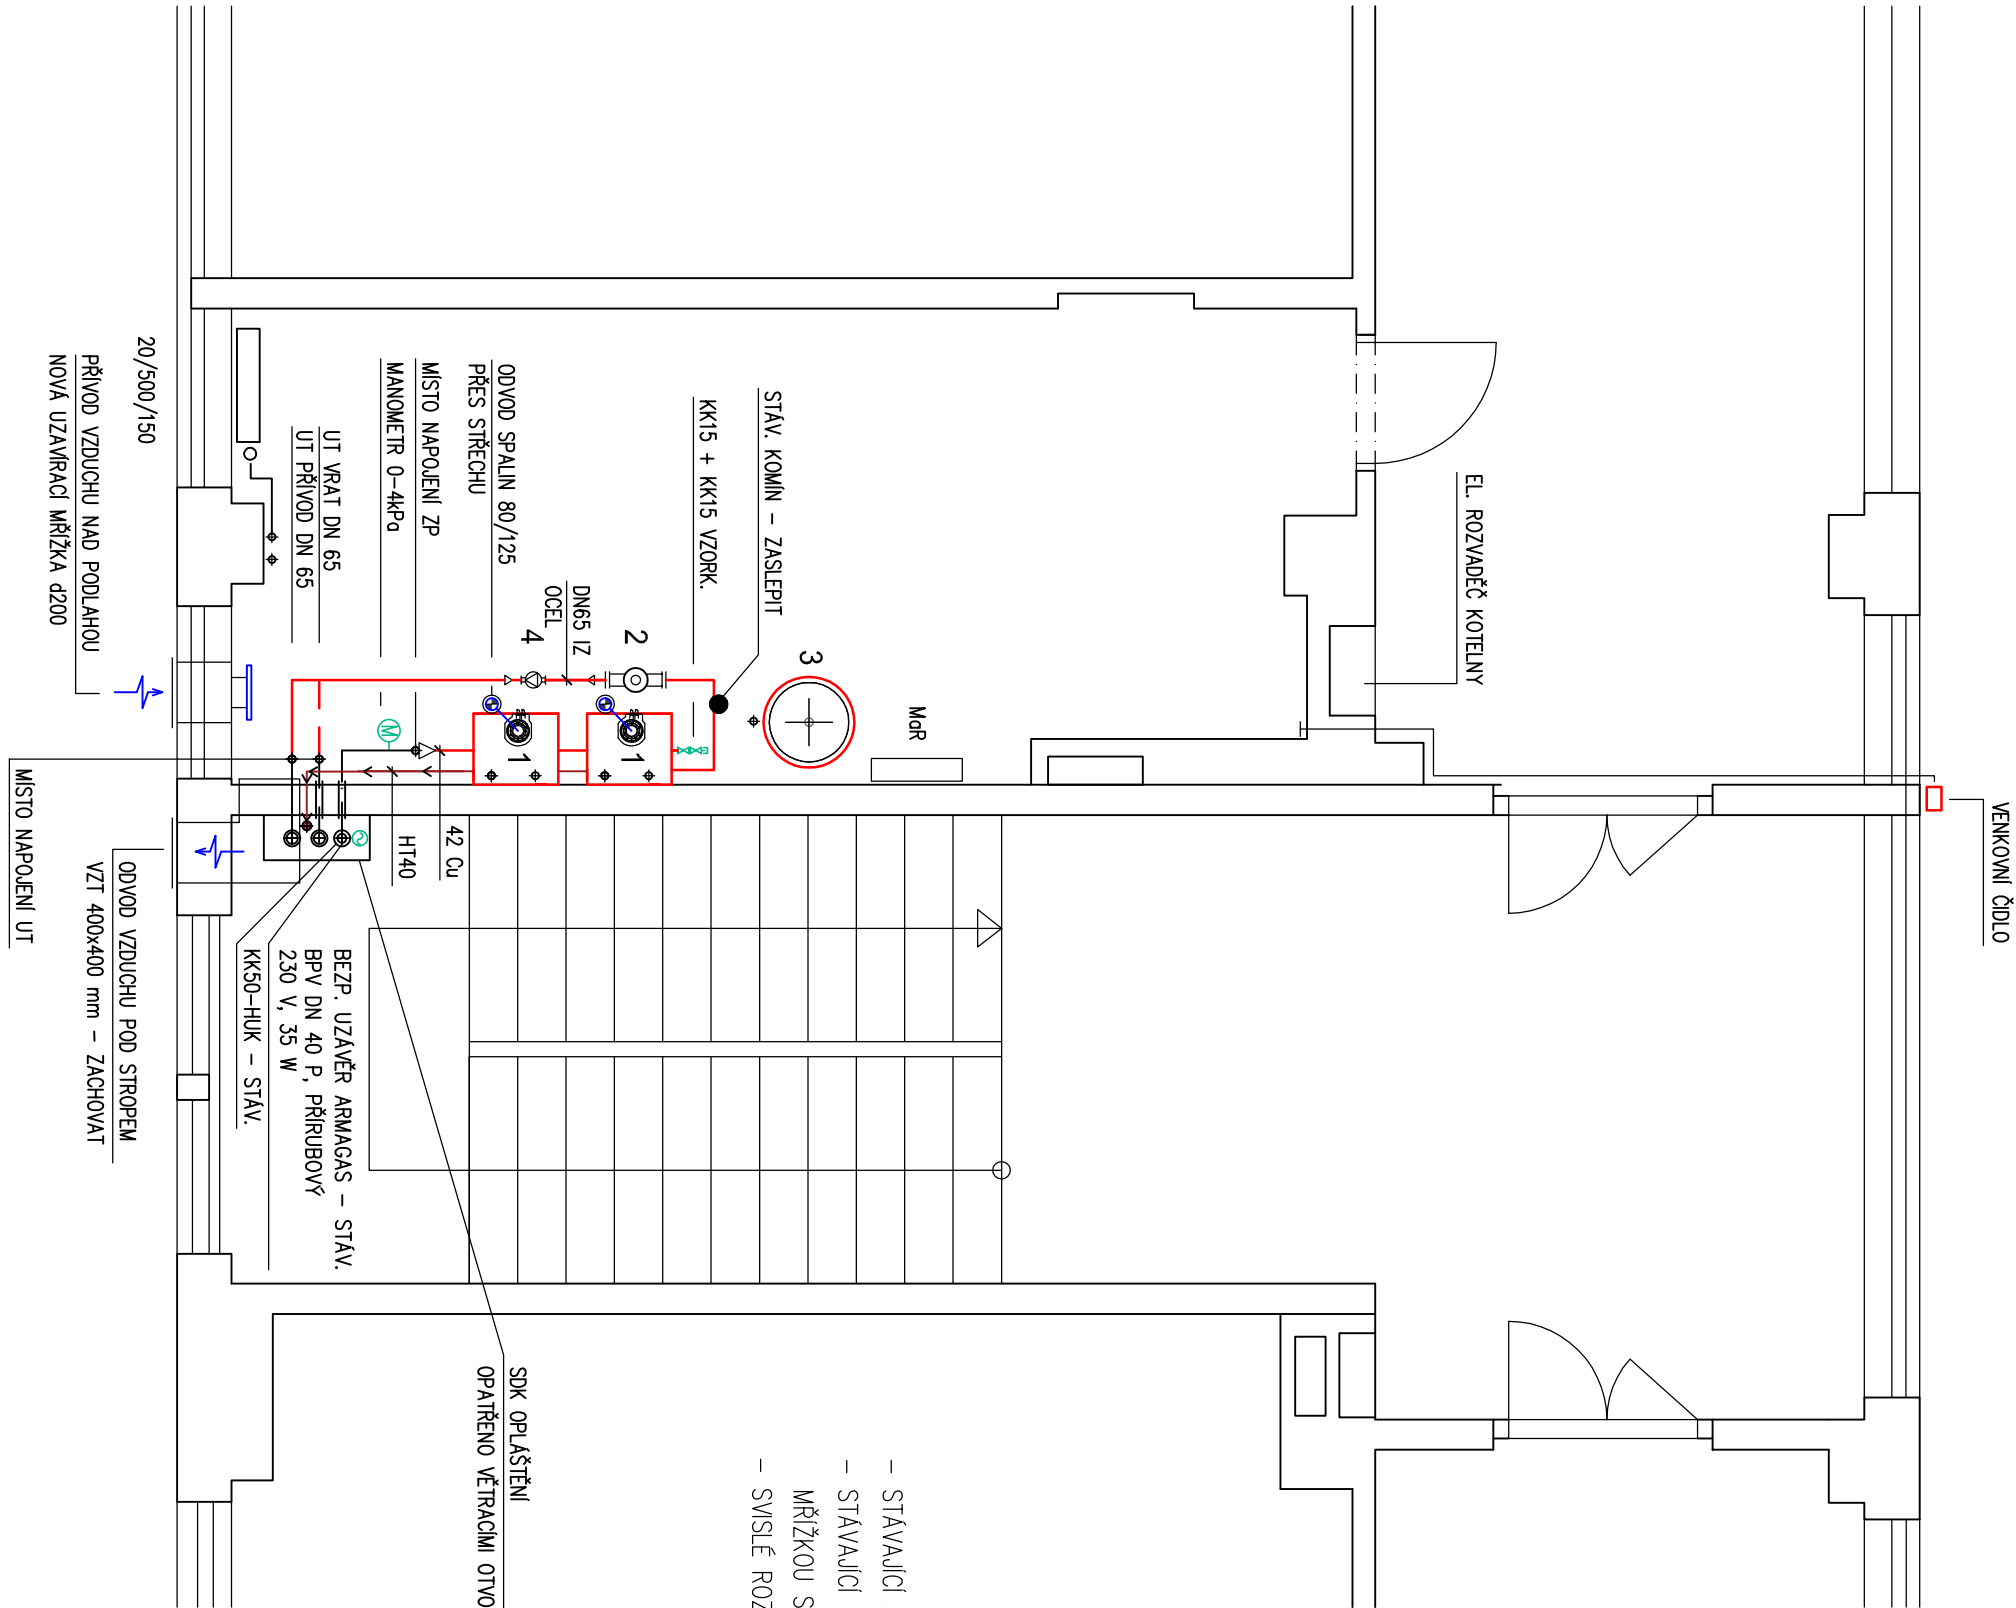 VENKOVNÍ ČIDLO
EL. ROZVADĚČ KOTELNY
MaR
3
STÁV. KOMÍN - ZASLEPIT
KK15 + KK15 VZORK.
2
DN65 IZ
OCEL
4
1
1
ODVOD SPALIN 80/125
PŘES STŘECHU
MÍSTO NAPOJENÍ ZP
MANOMETR 0-4kPa
M
UT VRAT DN 65
UT PŘÍVOD DN 65
20/500/150
PŘÍVOD VZDUCHU NAD PODLAHOU
NOVÁ UZAVÍRACÍ MŘÍŽKA d200
42 Cu
HT40
BEZP. UZÁVĚR ARMAGAS - STÁV.
BPV DN 40 P, PŘÍRUBOVÝ
230 V, 35 W
KK50-HUK - STÁV.
ODVOD VZDUCHU POD STROPEM
VZT 400x400 mm - ZACHOVAT
MÍSTO NAPOJENÍ UT
SDK OPLÁŠTĚNÍ
OPATŘENO VĚTRACÍMI
- STÁVAJÍCÍ
- STÁVAJÍCÍ
MŘÍŽKOU
- SVISLÉ